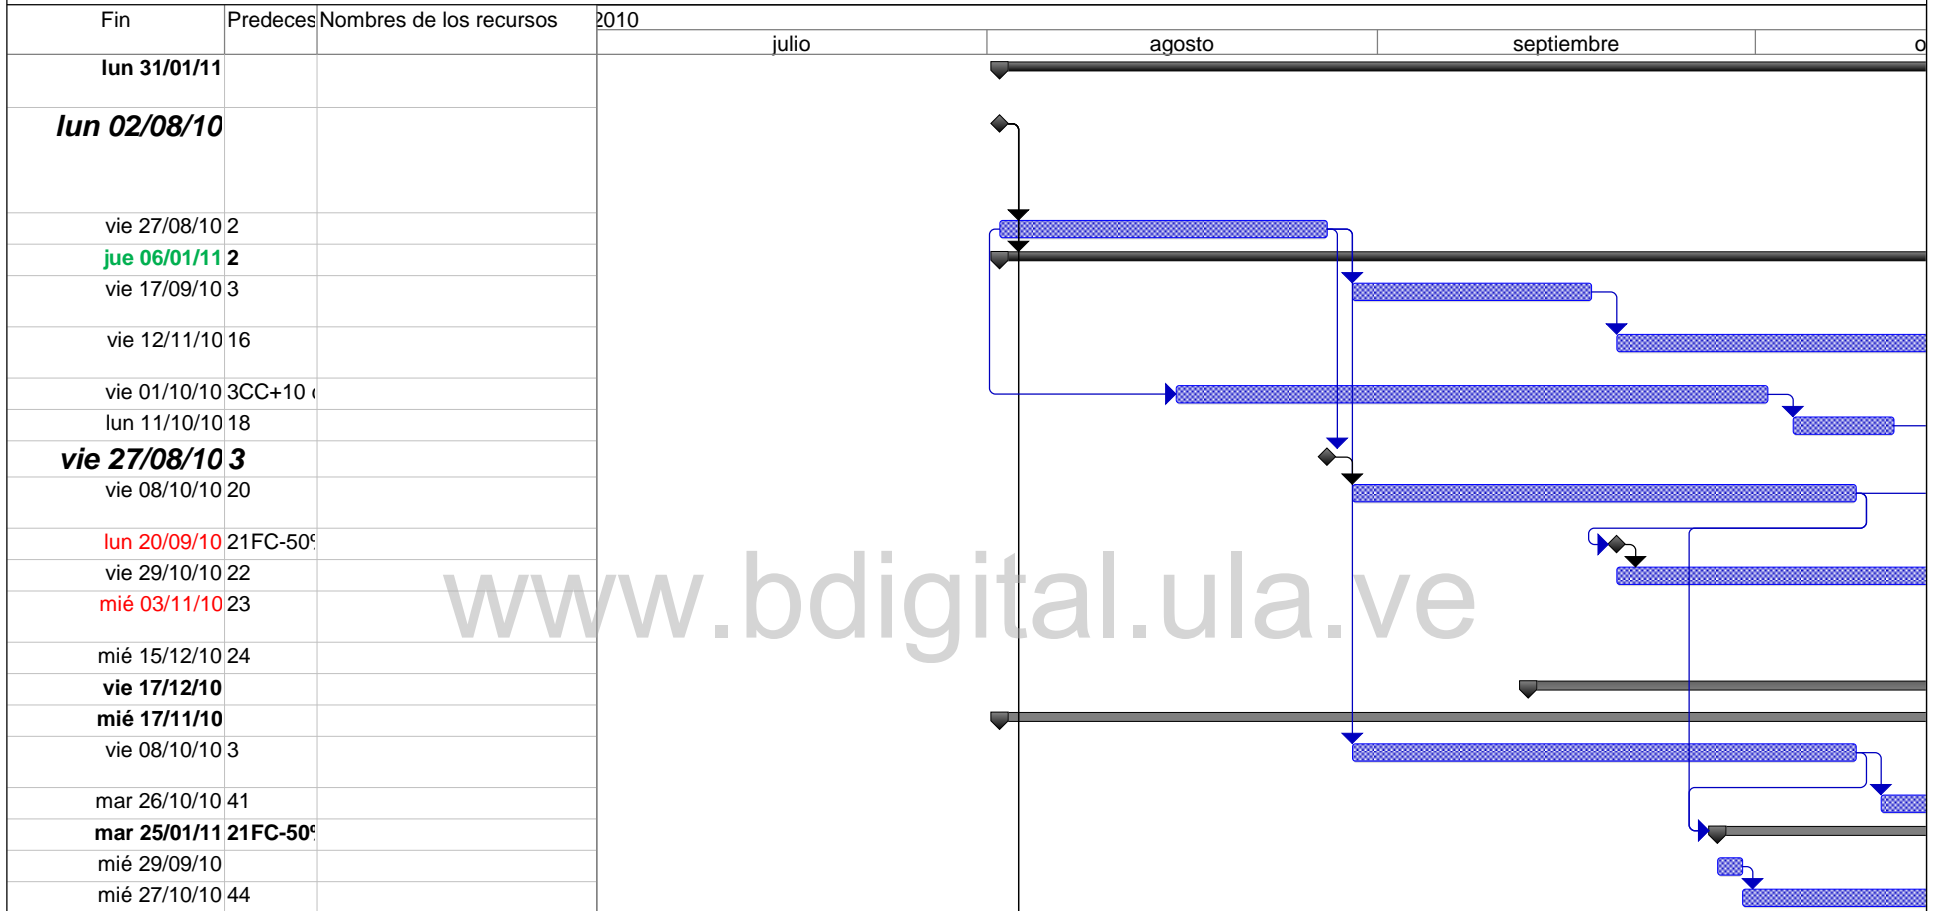 Fin Predeces Nombres de los recursos 2010
julio agosto septiembre o
lun 31/01/11
lun 02/08/10
vie 27/08/10 2
jue 06/01/11 2
vie 17/09/10 3
vie 12/11/10 16
vie 01/10/10 3CC+10
lun 11/10/10 18
vie 27/08/10 3
vie 08/10/10 20
lun 20/09/10 21FC-50%
vie 29/10/10 22
mié 03/11/10 23
www.bdigital.ula.ve
mié 15/12/10 24
vie 17/12/10
mié 17/11/10
vie 08/10/10 3
mar 26/10/10 41
mar 25/01/11 21FC-50%
mié 29/09/10
mié 27/10/10 44